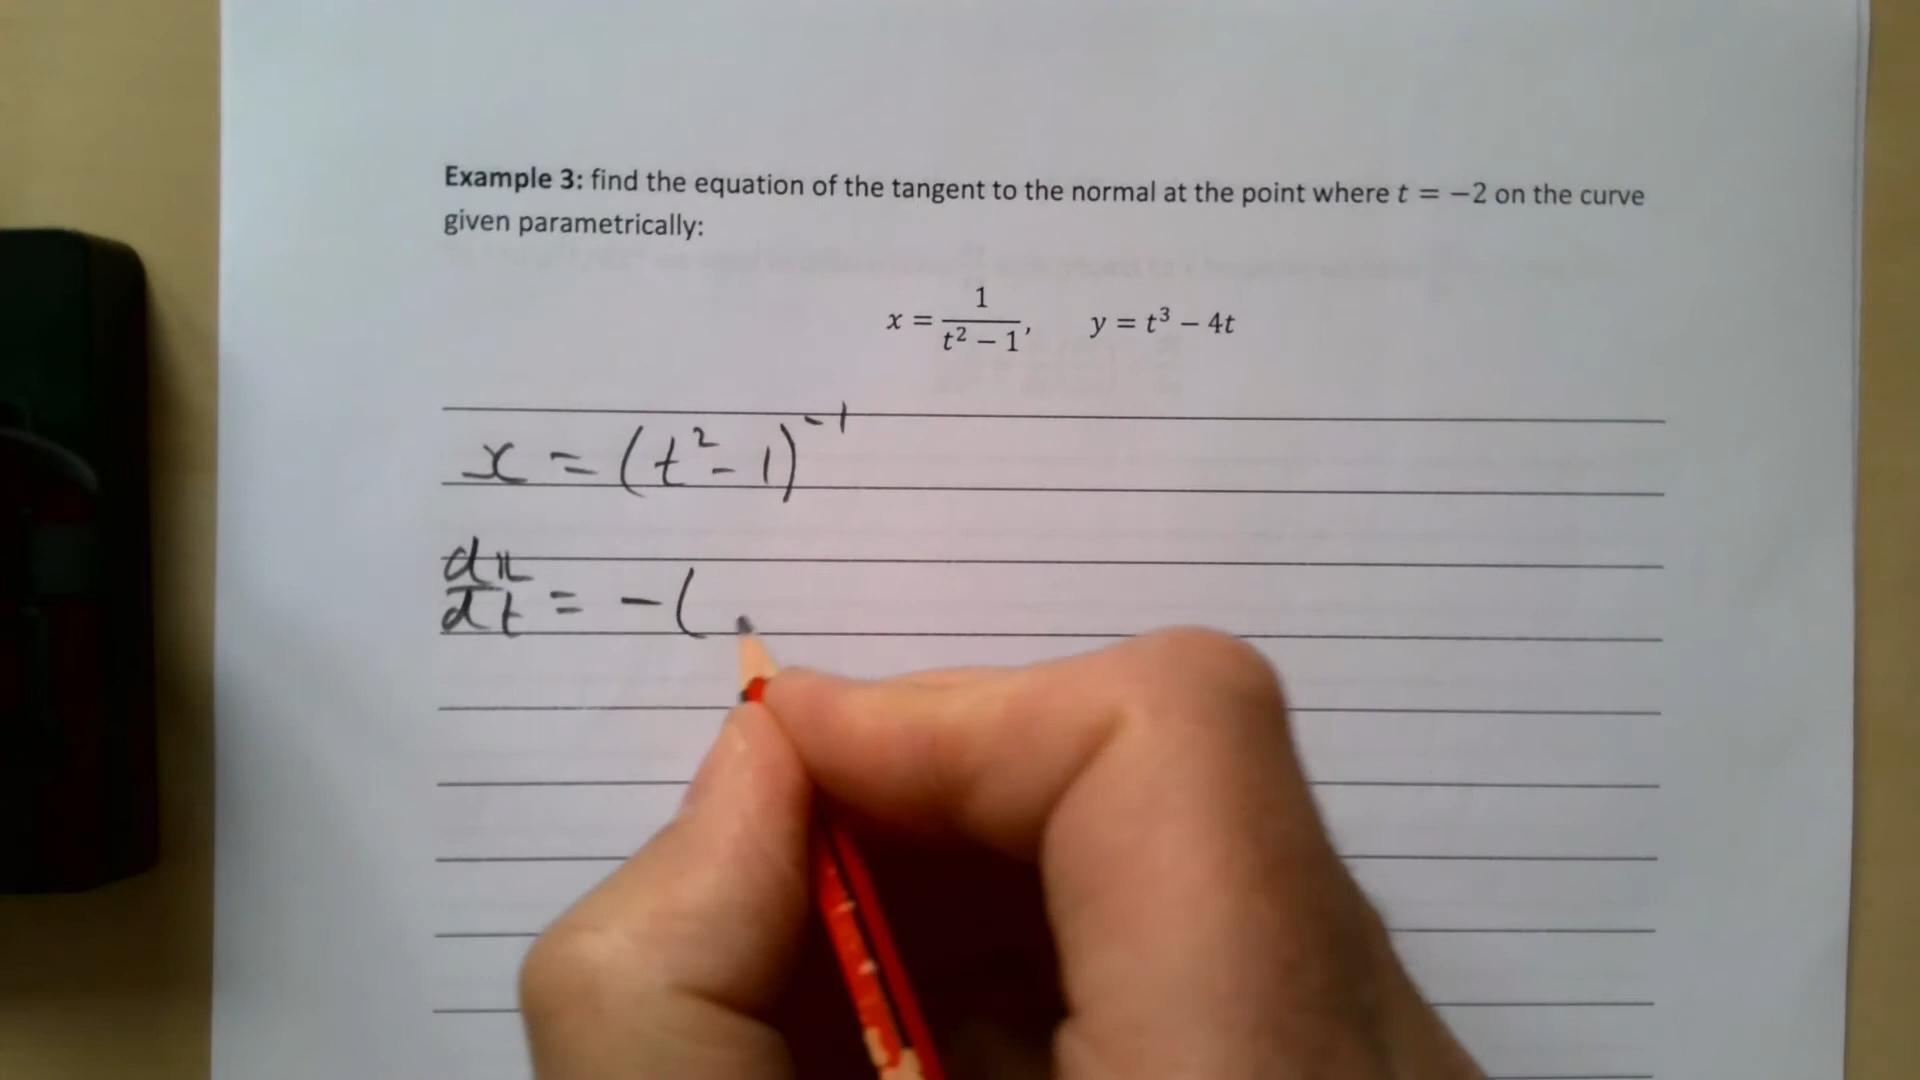 Example 3: find the equation of the tangent to the normal at the point where t = −2 on the curve
given parametrically:
x = 1/(t² − 1), y = t³ − 4t
x = (t² - 1)⁻¹
dx/dt = - (